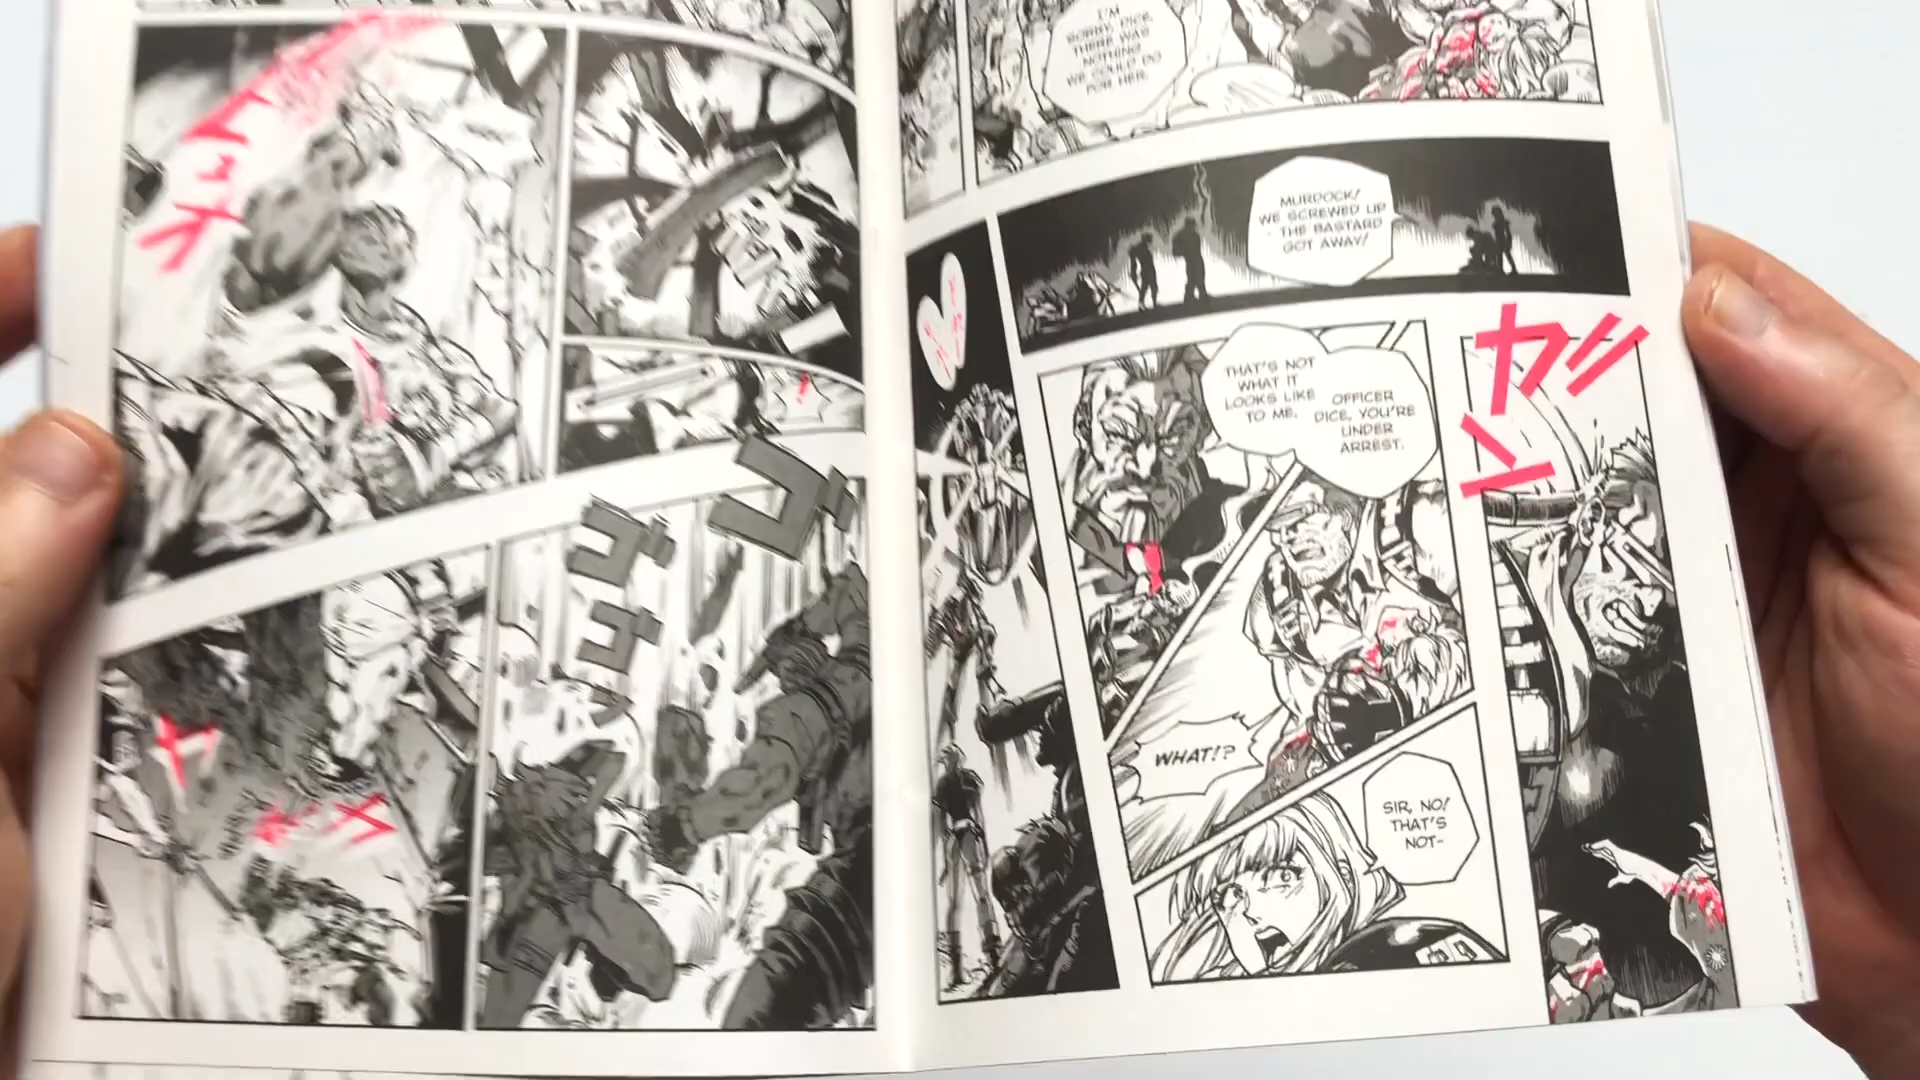 I'M
SORRY, DICE,
THERE WAS
NOTHING
WE COULD DO
FOR HER.
MURDOCK!
WE SCREWED UP
- THE BASTARD
GOT AWAY!
THAT'S NOT
WHAT IT
LOOKS LIKE
TO ME.
OFFICER
DICE, YOU'RE
UNDER
ARREST.
WHAT!?
SIR, NO!
THAT'S
NOT-
ガッ
ン
ゴ
ゴ
ゴ